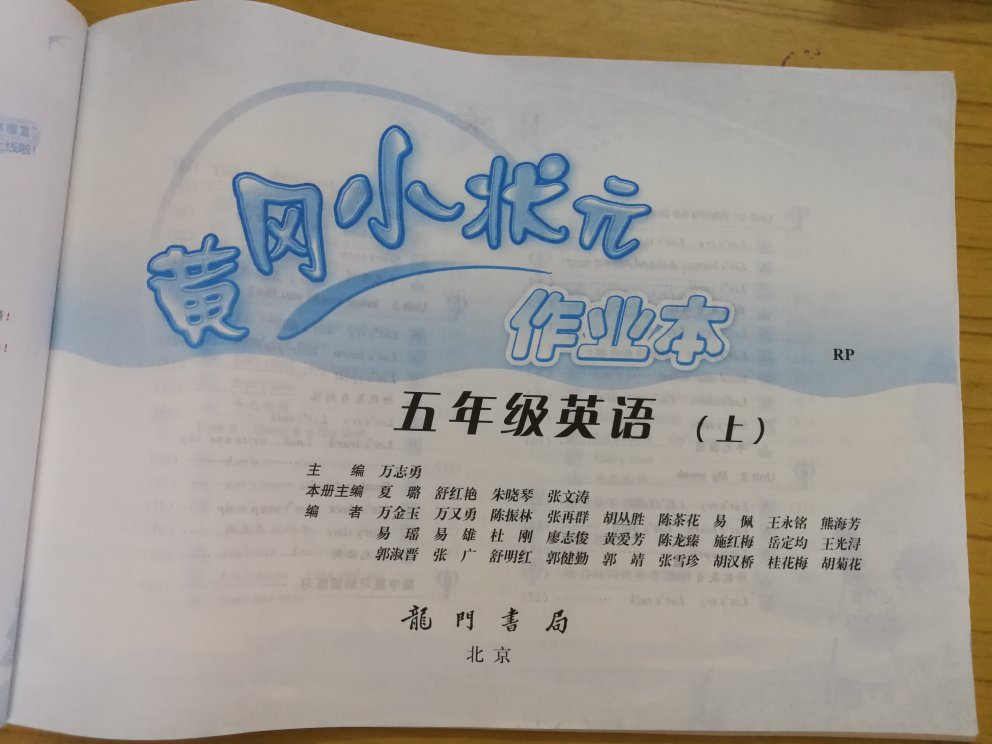 黄冈小状元
作业本
RP
五年级英语（上）
主 编 万志勇
本册主编 夏 璐 舒红艳 朱晓琴 张文涛
编 者 万金玉 万又勇 陈振林 张再群 胡丛胜 陈茶花 易 佩 王永铭 熊海芳
易 瑶 易 雄 杜 刚 廖志俊 黄爱芳 陈龙臻 施红梅 岳定均 王光浔
郭淑晋 张 广 舒明红 郭健勤 郭 靖 张雪珍 胡汉桥 桂花梅 胡菊花
龍門書局
北京